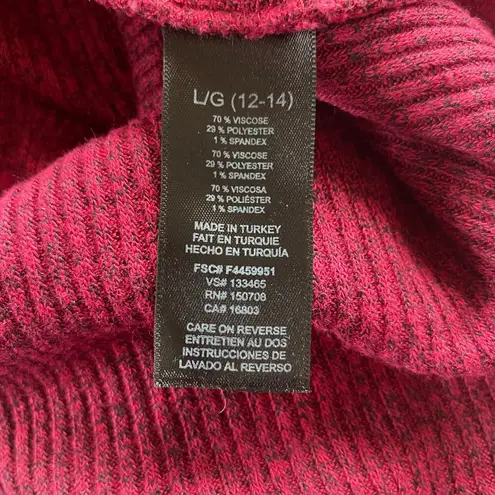 L/G (12-14)
70 % VISCOSE
29 % POLYESTER
1 % SPANDEX
70 % VISCOSE
29 % POLYESTER
1 % SPANDEX
70 % VISCOSA
29 % POLIÉSTER
1 % SPANDEX
MADE IN TURKEY
FAIT EN TURQUIE
HECHO EN TURQUÍA
FSC# F4459951
VS# 133465
RN# 150708
CA# 16803
CARE ON REVERSE
ENTRETIEN AU DOS
INSTRUCCIONES DE
LAVADO AL REVERSO